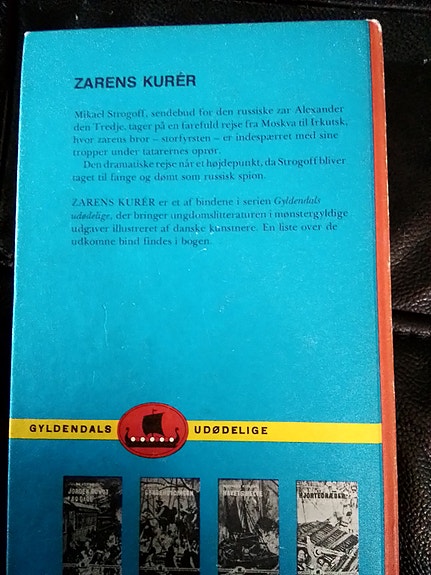 ZARENS KURÉR
Mikael Strogoff, sendebud for den russiske zar Alexander
den Tredje, tager på en farefuld rejse fra Moskva til Irkutsk,
hvor zarens bror – storfyrsten – er indespærret med sine
tropper under tatarernes oprør.
Den dramatiske rejse når et højdepunkt, da Strogoff bliver
taget til fange og dømt som russisk spion.
ZARENS KURÉR er et af bindene i serien Gyldendals
udødelige, der bringer ungdomslitteraturen i mønstergyldige
udgaver illustreret af danske kunstnere. En liste over de
udkomne bind findes i bogen.
GYLDENDALS UDØDELIGE
JORDEN RUNDT
HJORTEDRÆBER